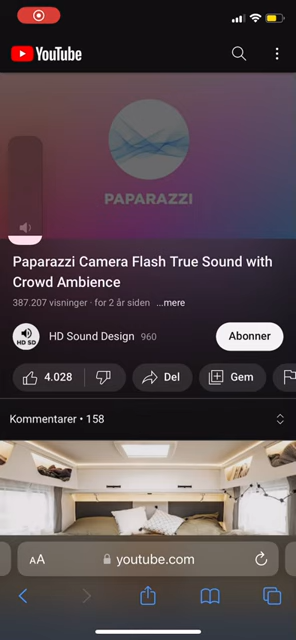 YouTube
PAPARAZZI
Paparazzi Camera Flash True Sound with
Crowd Ambience
387.207 visninger · for 2 år siden ...mere
HD SD
HD Sound Design 960
Abonner
4.028
Del
Gem
Kommentarer • 158
AA
youtube.com